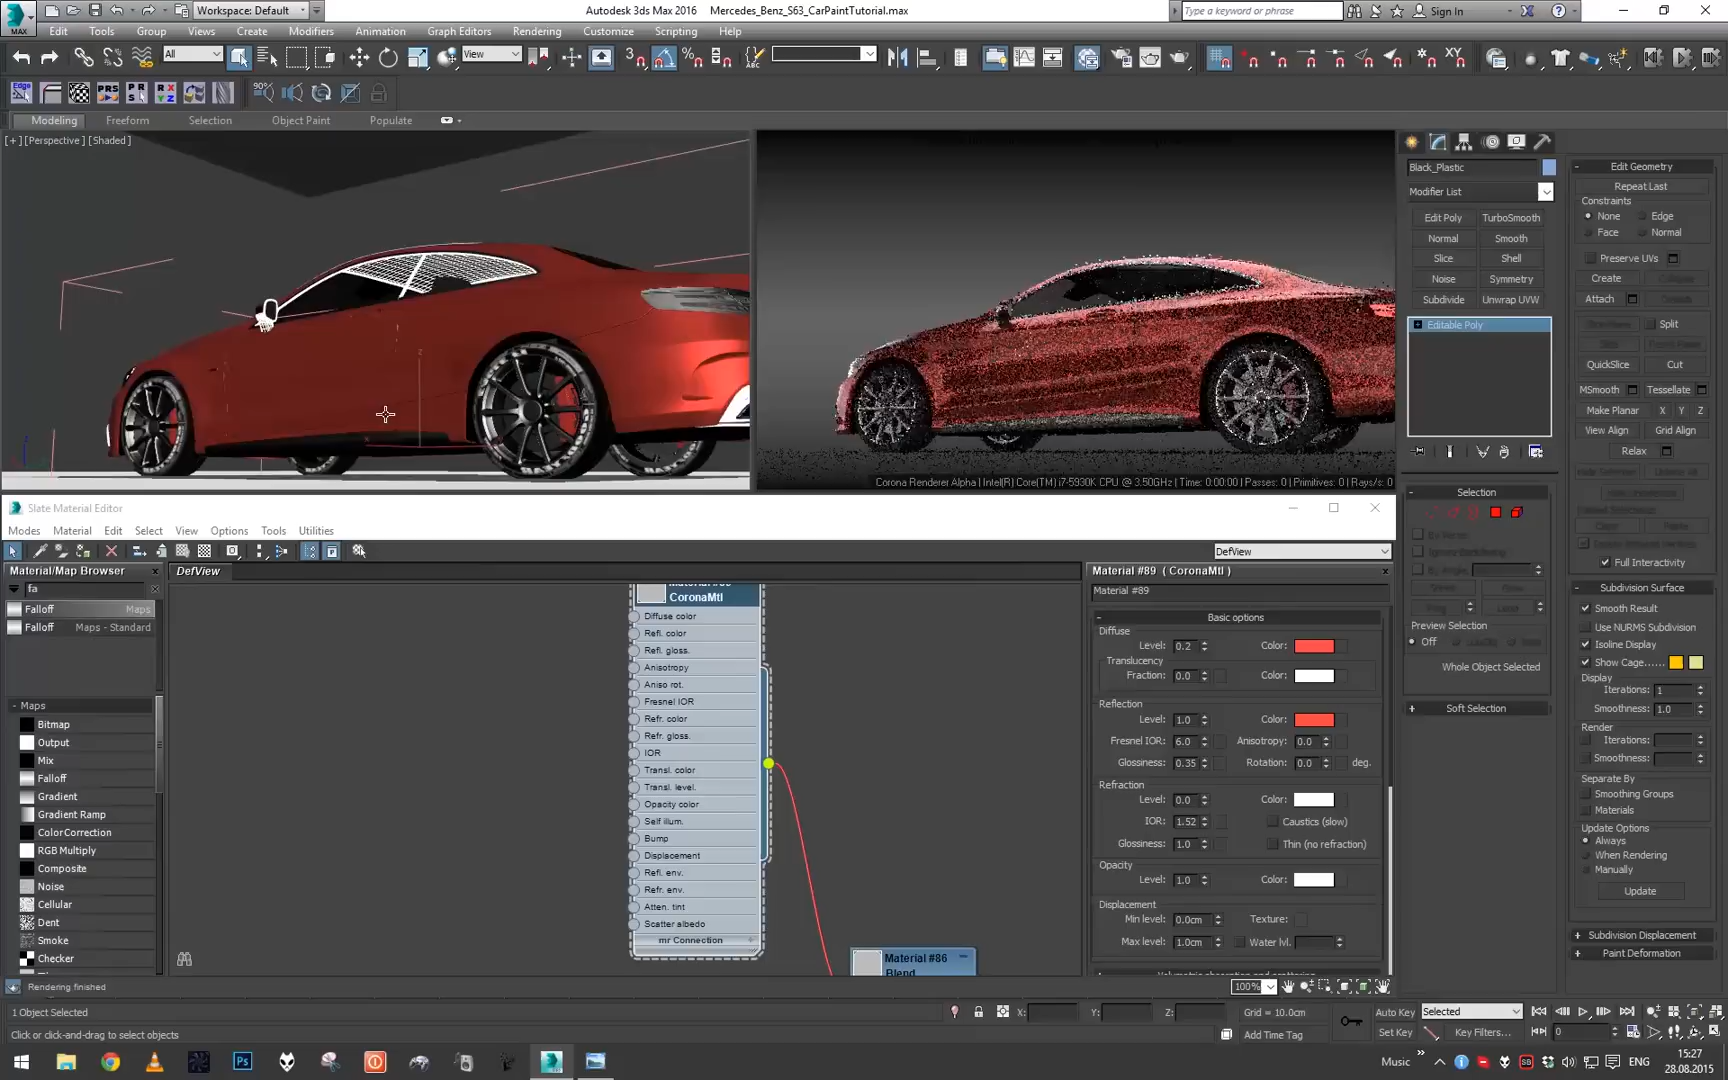 Workspace: Default
Autodesk 3ds Max 2016 Mercedes_Benz_S63_CarPaintTutorial.max
Type a keyword or phrase
Sign In
MAX
Edit Tools Group Views Create Modifiers Animation Graph Editors Rendering Customize Scripting Help
All
View
Modeling Freeform Selection Object Paint Populate
[+][Perspective][Shaded]
Corona Renderer Alpha | Intel(R) Core(TM) i7-5930K CPU @ 3.50GHz | Time: 0:00:00 | Passes: 0 | Primitives: 0 | Rays/s: 0
Black_Plastic
Modifier List
Edit Poly TurboSmooth
Normal Smooth
Slice Shell
Noise Symmetry
Subdivide Unwrap UVW
Editable Poly
Selection
Full Interactivity
Preview Selection
Off
Whole Object Selected
Soft Selection
Edit Geometry
Repeat Last
Constraints
None Edge
Face Normal
Preserve UVs
Create
Attach
Split
QuickSlice Cut
MSmooth Tessellate
Make Planar X Y Z
View Align Grid Align
Relax
Subdivision Surface
Smooth Result
Use NURMS Subdivision
Isoline Display
Show Cage......
Display
Iterations: 1
Smoothness: 1.0
Render
Iterations:
Smoothness:
Separate By
Smoothing Groups
Materials
Update Options
Always
When Rendering
Manually
Update
Subdivision Displacement
Paint Deformation
Slate Material Editor
Modes Material Edit Select View Options Tools Utilities
DefView
Material/Map Browser
DefView
fa
Falloff Maps
Falloff Maps - Standard
- Maps
Bitmap
Output
Mix
Falloff
Gradient
Gradient Ramp
ColorCorrection
RGB Multiply
Composite
Noise
Cellular
Dent
Smoke
Checker
CoronaMtl
Diffuse color
Refl. color
Refl. gloss.
Anisotropy
Aniso rot.
Fresnel IOR
Refr. color
Refr. gloss.
IOR
Transl. color
Transl. level.
Opacity color
Self illum.
Bump
Displacement
Refl. env.
Refr. env.
Atten. tint
Scatter albedo
mr Connection
Material #86
Blend
Material #89 ( CoronaMtl )
Material #89
Basic options
Diffuse
Level: 0.2 Color:
Translucency
Fraction: 0.0 Color:
Reflection
Level: 1.0 Color:
Fresnel IOR: 6.0 Anisotropy: 0.0
Glossiness: 0.35 Rotation: 0.0 deg.
Refraction
Level: 0.0 Color:
IOR: 1.52 Caustics (slow)
Glossiness: 1.0 Thin (no refraction)
Opacity
Level: 1.0 Color:
Displacement
Min level: 0.0cm Texture:
Max level: 1.0cm Water lvl.
Rendering finished
100%
1 Object Selected
X: Y: Z: Grid = 10.0cm
Auto Key Selected
Click or click-and-drag to select objects
Add Time Tag
Set Key Key Filters...
0
Music
ENG
15:27
28.08.2015